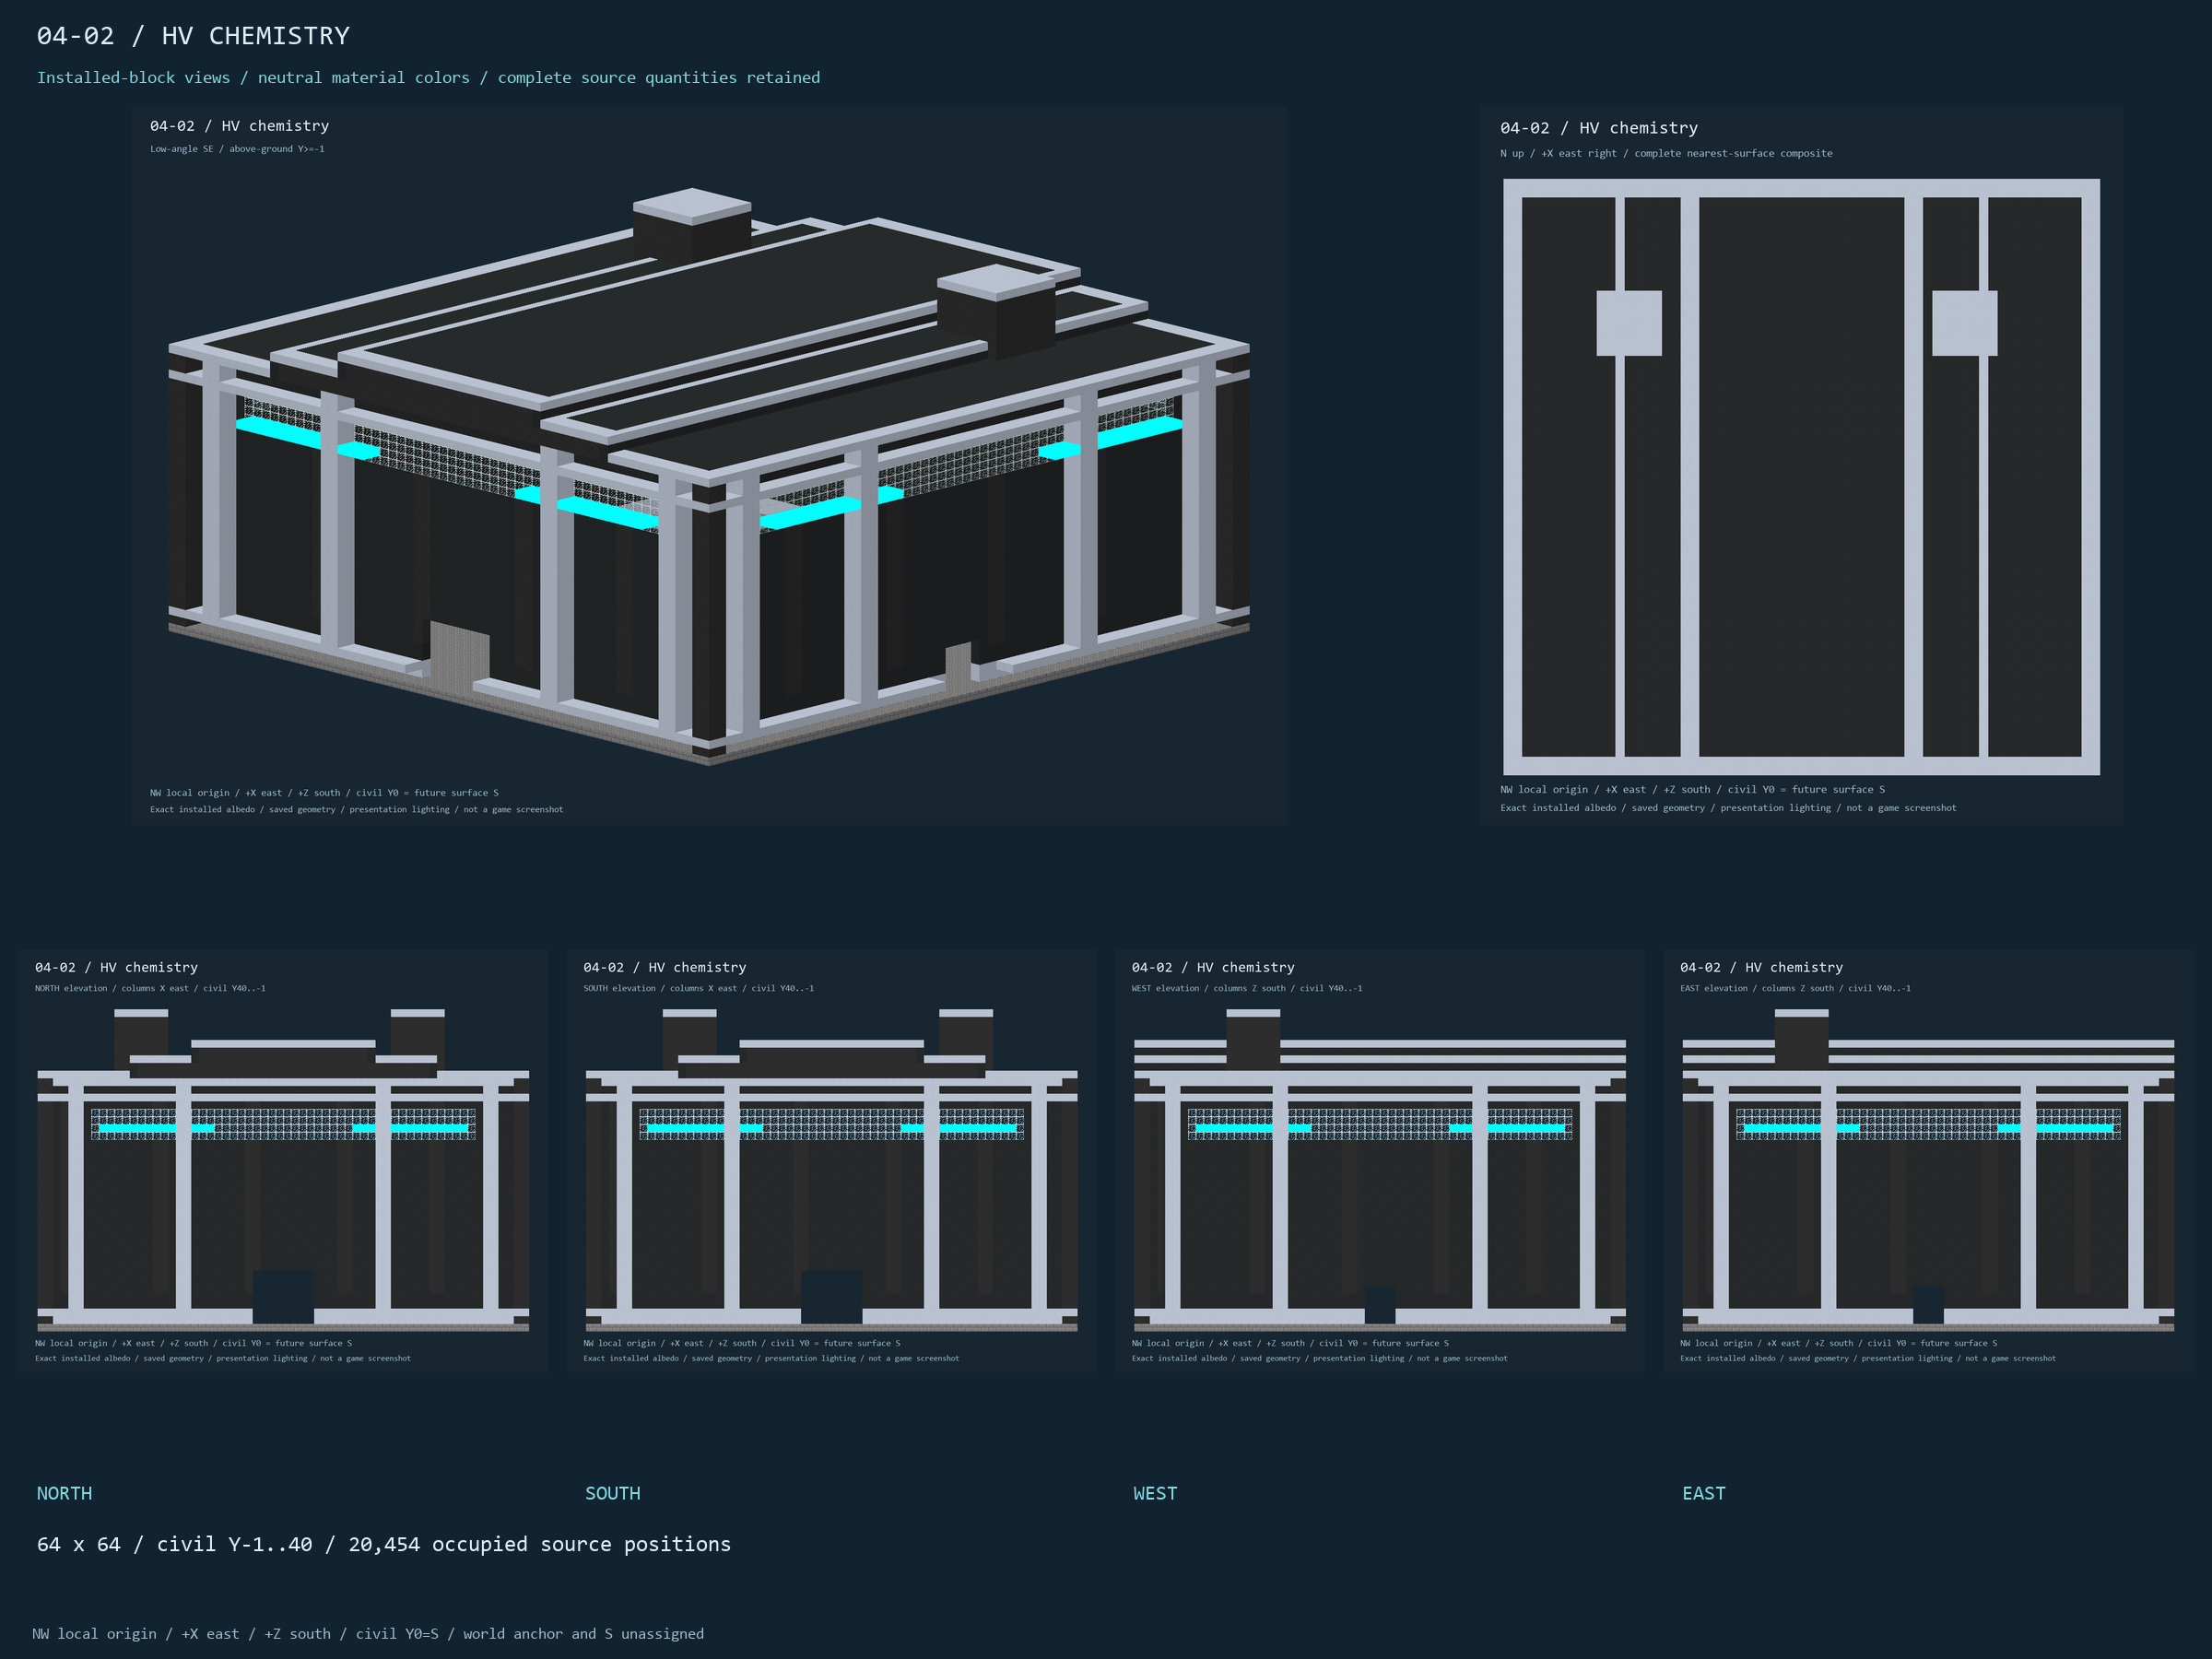 04-02 / HV CHEMISTRY
Installed-block views / neutral material colors / complete source quantities retained
04-02 / HV chemistry
Low-angle SE / above-ground Y>=-1
NW local origin / +X east / +Z south / civil Y0 = future surface S
Exact installed albedo / saved geometry / presentation lighting / not a game screenshot
04-02 / HV chemistry
N up / +X east right / complete nearest-surface composite
NW local origin / +X east / +Z south / civil Y0 = future surface S
Exact installed albedo / saved geometry / presentation lighting / not a game screenshot
04-02 / HV chemistry
NORTH elevation / columns X east / civil Y40..-1
NW local origin / +X east / +Z south / civil Y0 = future surface S
Exact installed albedo / saved geometry / presentation lighting / not a game screenshot
04-02 / HV chemistry
SOUTH elevation / columns X east / civil Y40..-1
NW local origin / +X east / +Z south / civil Y0 = future surface S
Exact installed albedo / saved geometry / presentation lighting / not a game screenshot
04-02 / HV chemistry
WEST elevation / columns Z south / civil Y40..-1
NW local origin / +X east / +Z south / civil Y0 = future surface S
Exact installed albedo / saved geometry / presentation lighting / not a game screenshot
04-02 / HV chemistry
EAST elevation / columns Z south / civil Y40..-1
NW local origin / +X east / +Z south / civil Y0 = future surface S
Exact installed albedo / saved geometry / presentation lighting / not a game screenshot
NORTH
SOUTH
WEST
EAST
64 x 64 / civil Y-1..40 / 20,454 occupied source positions
NW local origin / +X east / +Z south / civil Y0=S / world anchor and S unassigned